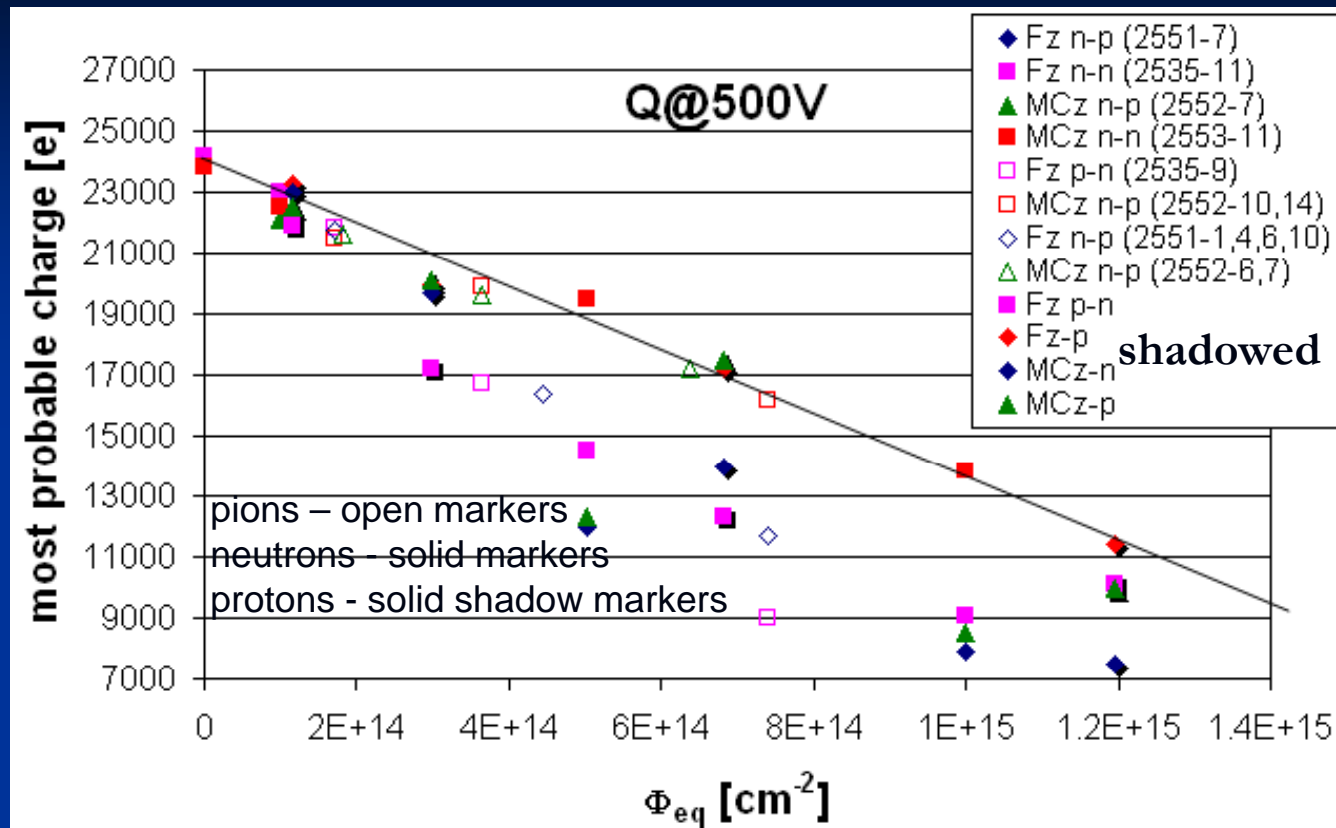 Q@500V
most probable charge [e]
27000
25000
23000
21000
19000
17000
15000
13000
11000
9000
7000
0 2E+14 4E+14 6E+14 8E+14 1E+15 1.2E+15 1.4E+15
Φeq [cm-2]
Fz n-p (2551-7)
Fz n-n (2535-11)
MCz n-p (2552-7)
MCz n-n (2553-11)
Fz p-n (2535-9)
MCz n-p (2552-10,14)
Fz n-p (2551-1,4,6,10)
MCz n-p (2552-6,7)
Fz p-n
Fz-p
MCz-n
MCz-p
shadowed
pions – open markers
neutrons - solid markers
protons - solid shadow markers